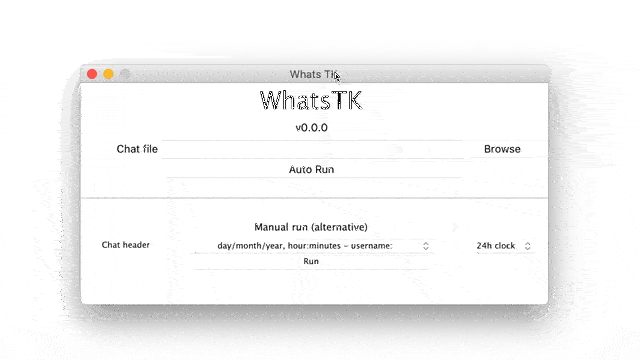 Whats TK
WhatsTK
v0.0.0
Chat file
Browse
Auto Run
Manual run (alternative)
Chat header
day/month/year, hour:minutes - username:
24h clock
Run